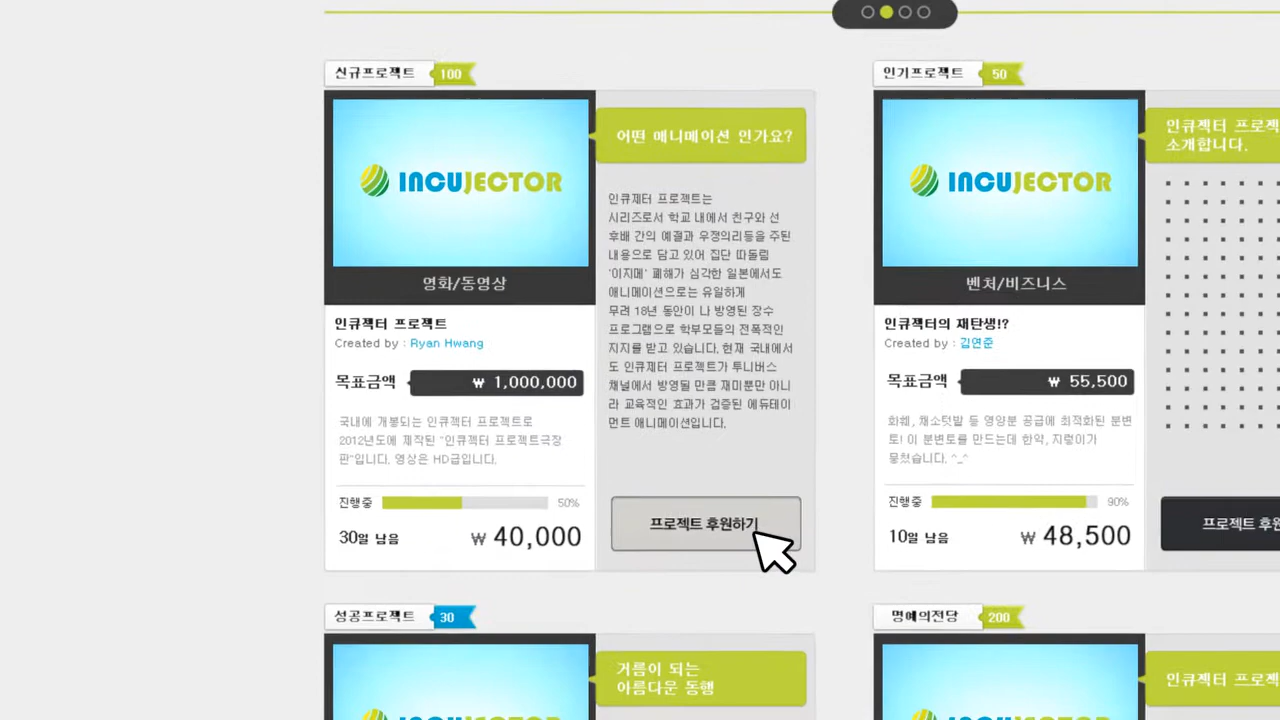 신규프로젝트 100
어떤 애니메이션 인가요?
INCUJECTOR
영화/동영상
인큐젝터 프로젝트
Created by : Ryan Hwang
목표금액 ₩ 1,000,000
국내에 개봉되는 인큐젝터 프로젝트로
2012년도에 제작된 "인큐젝터 프로젝트극장
판"입니다. 영상은 HD급입니다.
진행중 50%
30일 남음 ₩ 40,000
인큐제터 프로젝트는
시리즈로서 학교 내에서 친구와 선
후배 간의 예결과 우정의리등을 주된
내용으로 담고 있어 집단 따돌림
'이지메' 폐해가 심각한 일본에서도
애니메이션으로는 유일하게
무려 18년 동안이 나 방영된 장수
프로그램으로 학부모들의 전폭적인
지지를 받고 있습니다. 현재 국내에서
도 인큐제터 프로젝트가 투니버스
채널에서 방영될 만큼 재미뿐만 아니
라 교육적인 효과가 검증된 에듀테이
먼트 애니메이션입니다.
프로젝트 후원하기
인기프로젝트 50
인큐젝터 프로젝
소개합니다.
INCUJECTOR
벤처/비즈니스
인큐젝터의 재탄생!?
Created by : 김연준
목표금액 ₩ 55,500
화훼, 채소텃밭 등 영양분 공급에 최적화된 분변
토! 이 분변토를 만드는데 한약, 지렁이가
뭉쳤습니다. ^_^
진행중 90%
10일 남음 ₩ 48,500
프로젝트 후원
성공프로젝트 30
거름이 되는
아름다운 동행
명예의전당 200
인큐젝터 프로젝